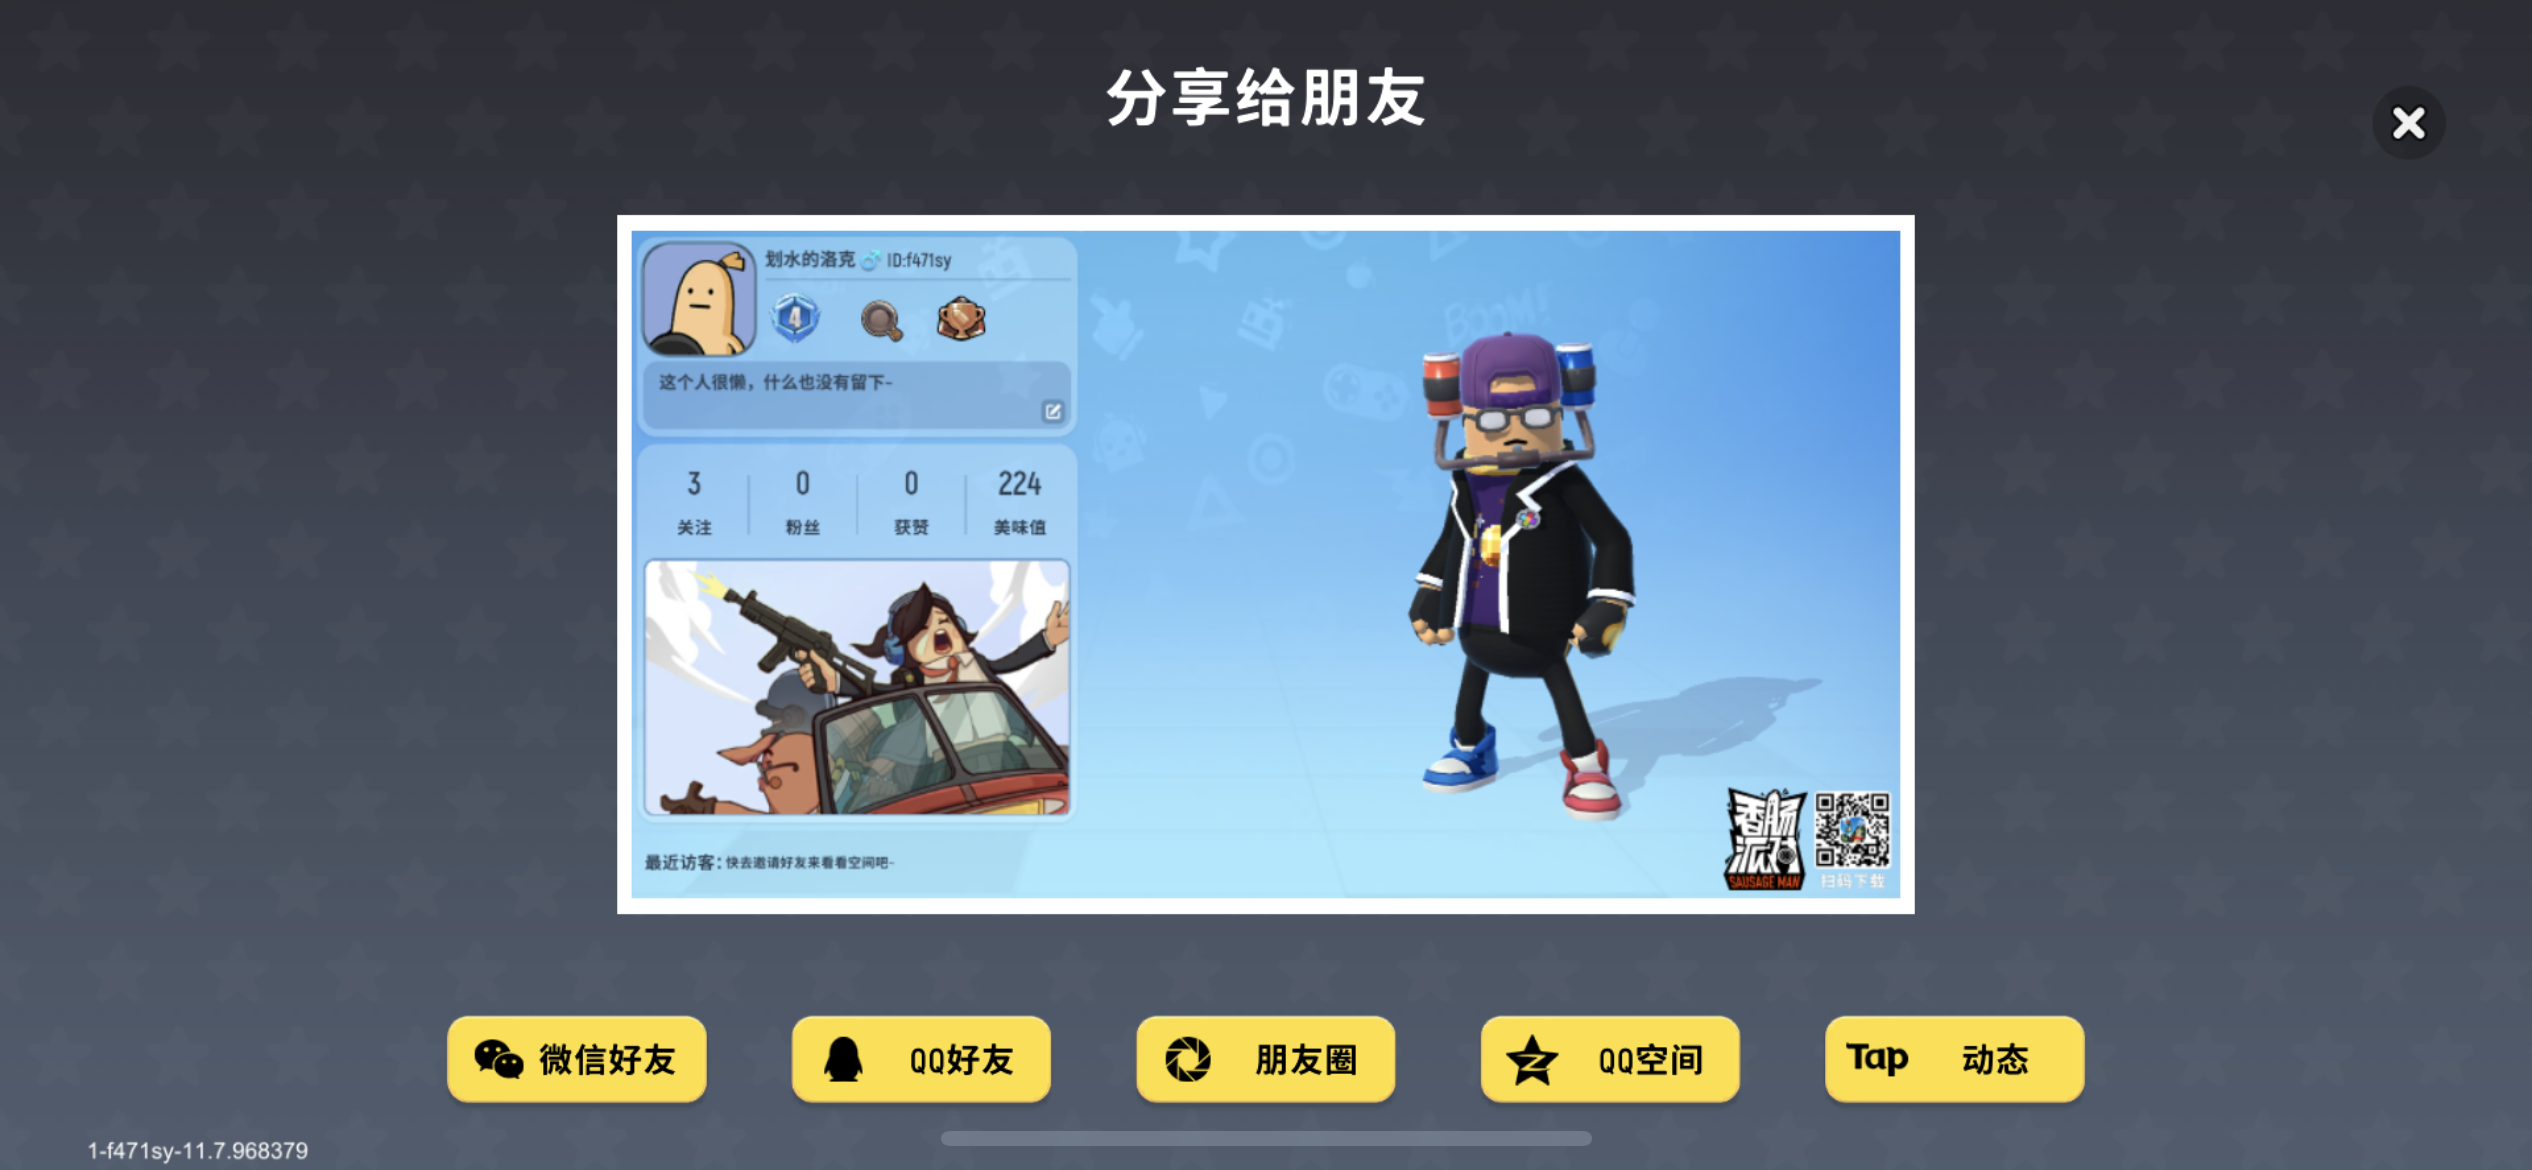 分享给朋友
划水的洛克 ID:f471sy
4
这个人很懒，什么也没有留下~
3 0 0 224
关注 粉丝 获赞 美味值
BOOM!
最近访客：快去邀请好友来看看空间吧~
香肠派对
SAUSAGE MAN
扫码下载
微信好友 QQ好友 朋友圈 QQ空间 Tap 动态
1-f471sy-11.7.968379